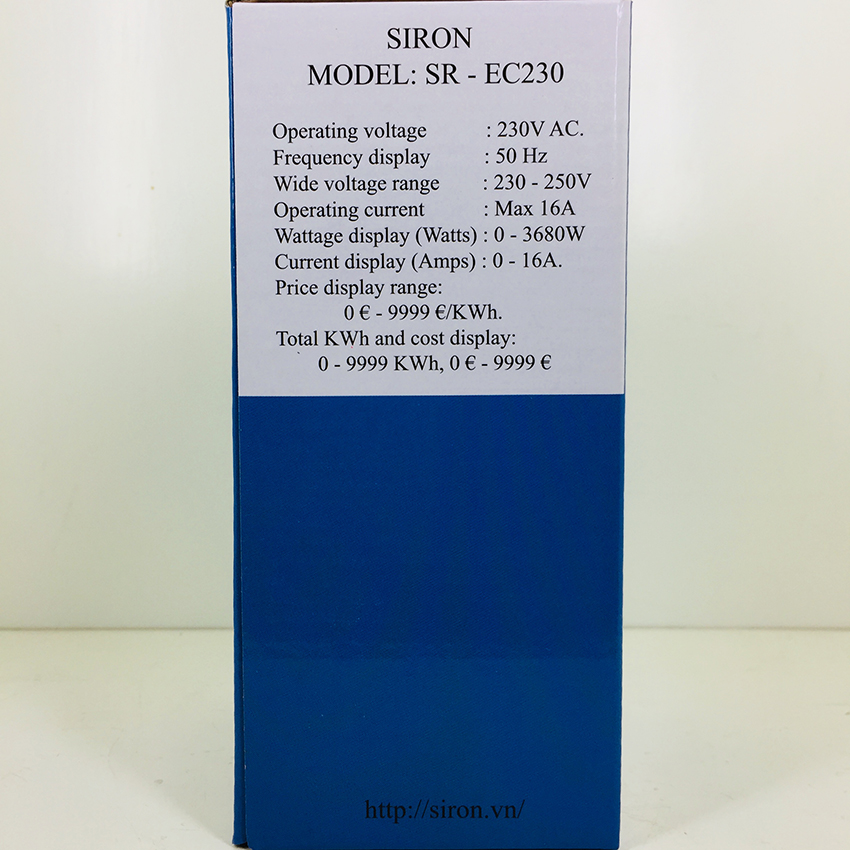 SIRON
MODEL: SR - EC230
Operating voltage : 230V AC.
Frequency display : 50 Hz
Wide voltage range : 230 - 250V
Operating current : Max 16A
Wattage display (Watts) : 0 - 3680W
Current display (Amps) : 0 - 16A.
Price display range:
0 € - 9999 €/KWh.
Total KWh and cost display:
0 - 9999 KWh, 0 € - 9999 €
http://siron.vn/